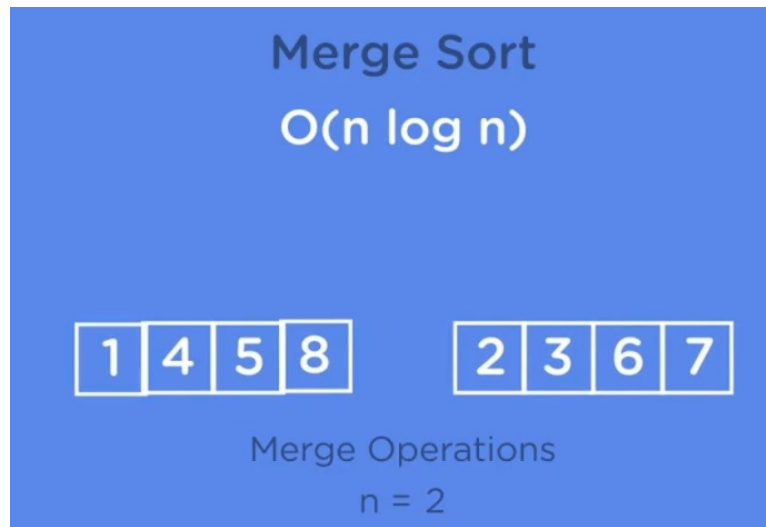 Merge Sort
O(n log n)
1 4 5 8 2 3 6 7
Merge Operations
n = 2